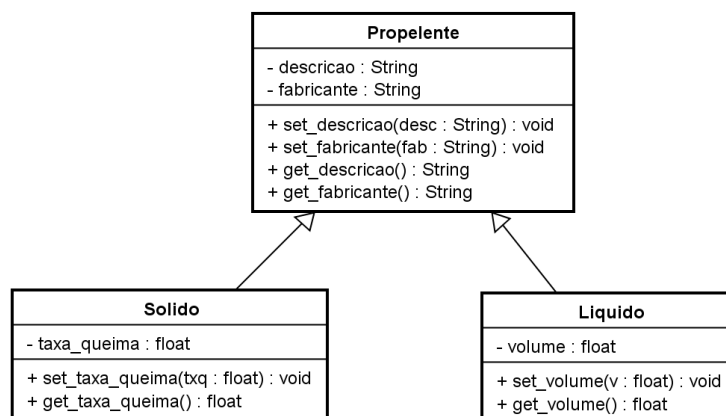 Propelente
- descricao : String
- fabricante : String
+ set_descricao(desc : String) : void
+ set_fabricante(fab : String) : void
+ get_descricao() : String
+ get_fabricante() : String
Solido
- taxa_queima : float
+ set_taxa_queima(txq : float) : void
+ get_taxa_queima() : float
Liquido
- volume : float
+ set_volume(v : float) : void
+ get_volume() : float